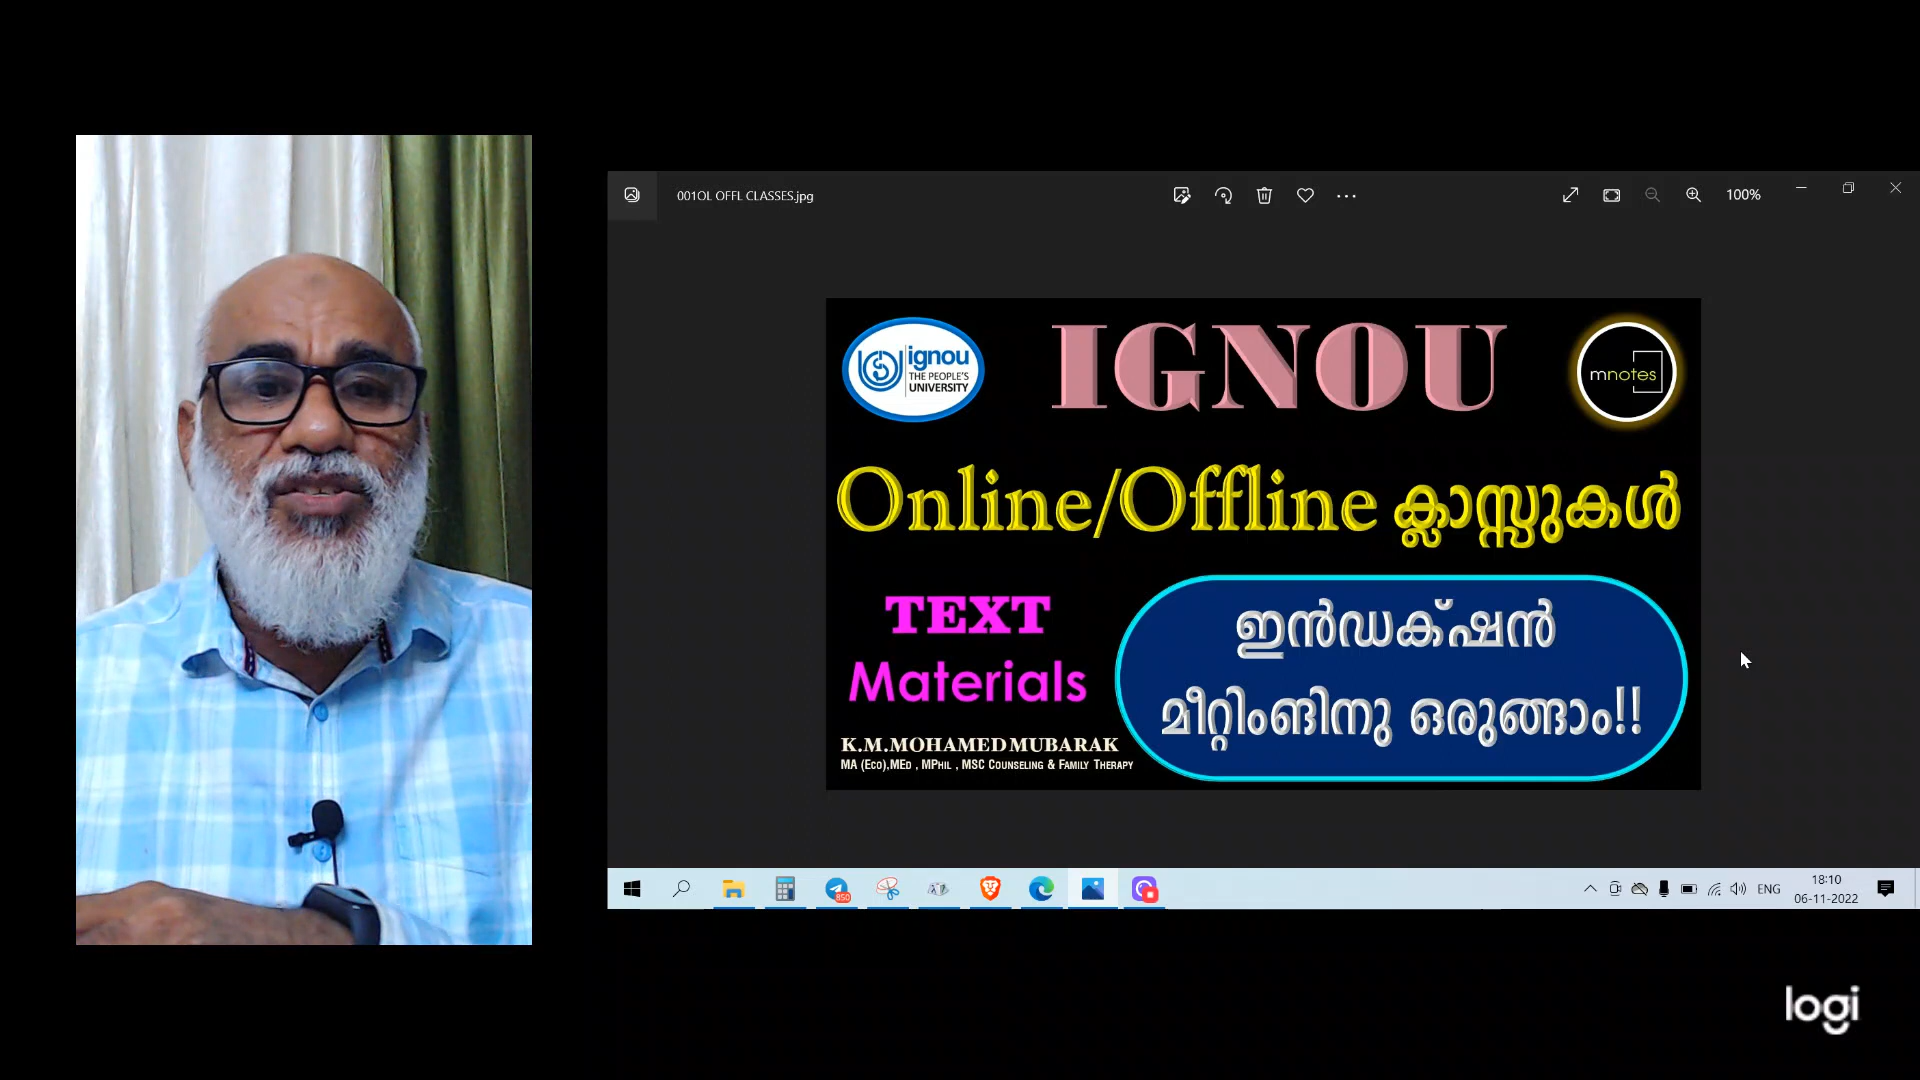 001OL OFFL CLASSES.jpg
100%
ignou
THE PEOPLE'S
UNIVERSITY
IGNOU
mnotes
Online/Offline ക്ലാസ്സുകൾ
TEXT
Materials
ഇൻഡക്ഷൻ
മീറ്റിംങിനു ഒരുങ്ങാം!!
K.M.MOHAMED MUBARAK
MA (Eco),MEd , MPhil , MSC Counseling & Family Therapy
850
ENG
18:10
06-11-2022
logi